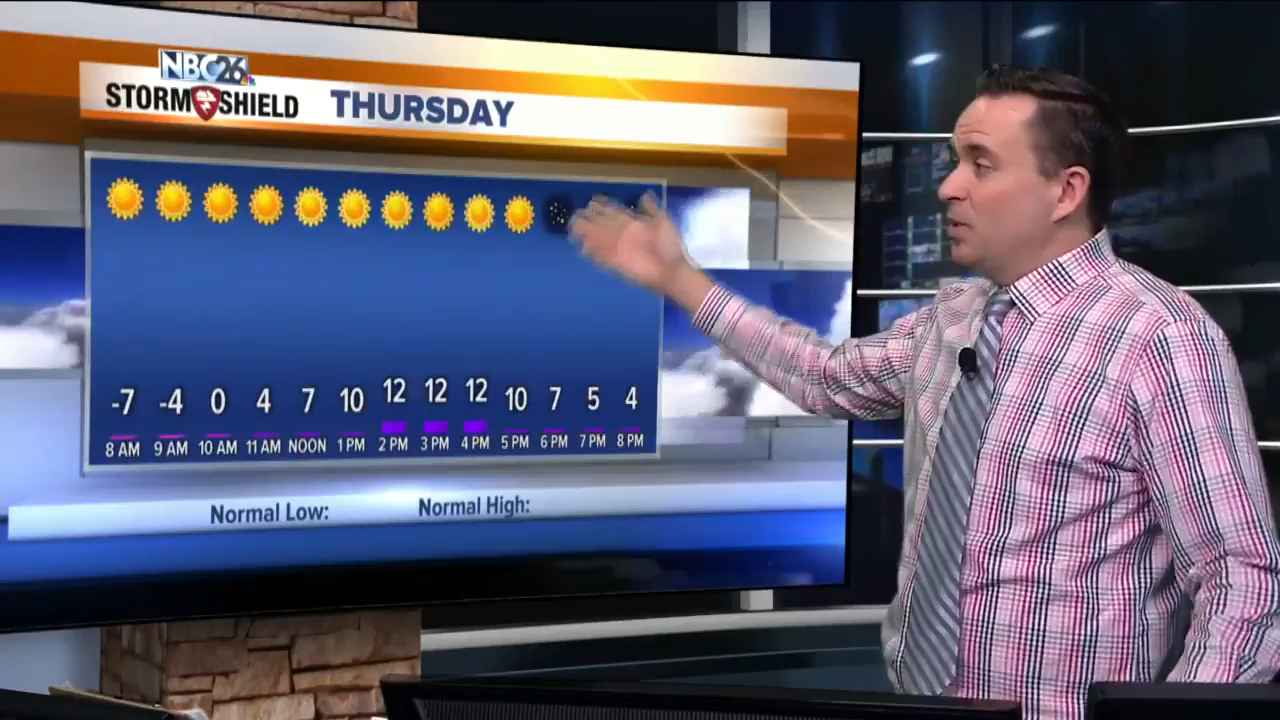 NBC26
STORM SHIELD
THURSDAY
-7 -4 0 4 7 10 12 12 12 10 7 5 4
8 AM 9 AM 10 AM 11 AM NOON 1 PM 2 PM 3 PM 4 PM 5 PM 6 PM 7 PM 8 PM
Normal Low: Normal High: